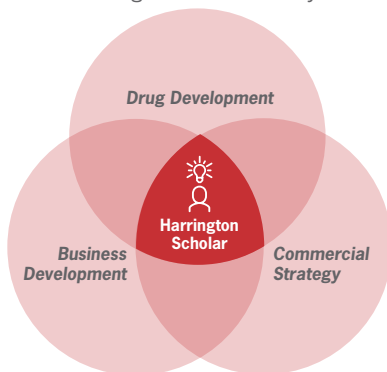 Drug Development
Harrington
Scholar
Business
Development
Commercial
Strategy